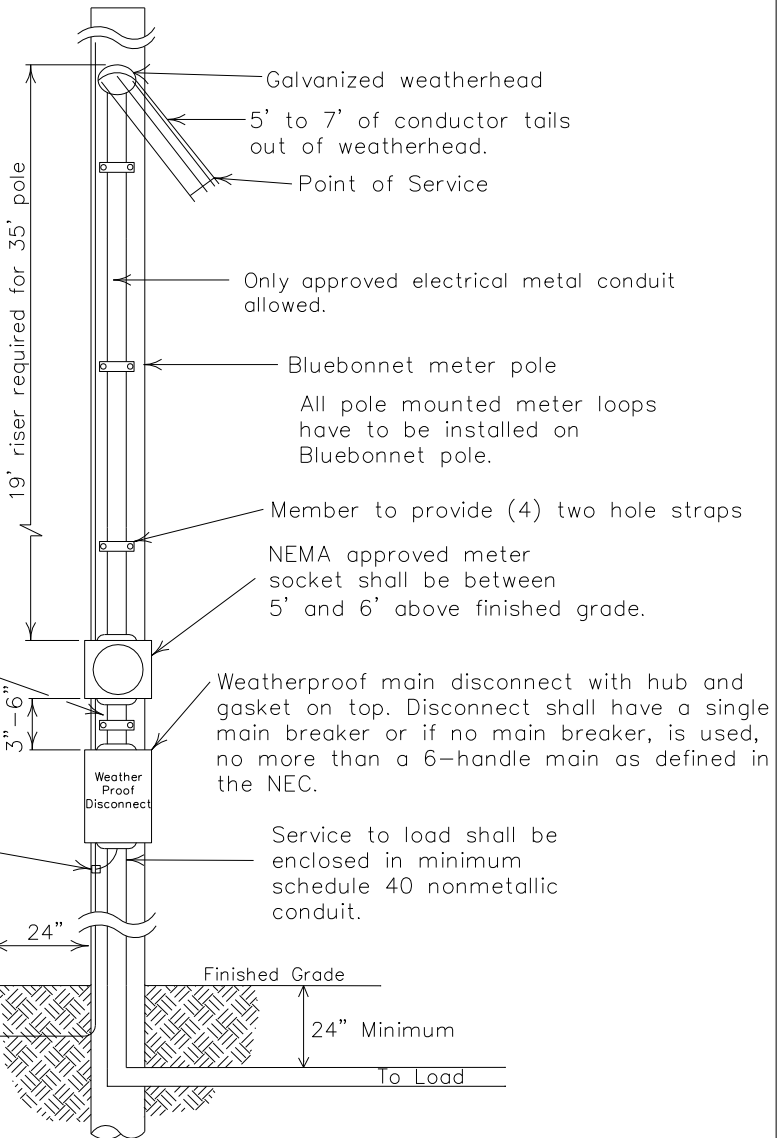 Galvanized weatherhead
5' to 7' of conductor tails
out of weatherhead.
Point of Service
19' riser required for 35' pole
Only approved electrical metal conduit
allowed.
Bluebonnet meter pole
All pole mounted meter loops
have to be installed on
Bluebonnet pole.
Member to provide (4) two hole straps
NEMA approved meter
socket shall be between
5' and 6' above finished grade.
3"-6"
Weatherproof main disconnect with hub and
gasket on top. Disconnect shall have a single
main breaker or if no main breaker, is used,
no more than a 6-handle main as defined in
the NEC.
Weather
Proof
Disconnect
Service to load shall be
enclosed in minimum
schedule 40 nonmetallic
conduit.
24"
Finished Grade
24" Minimum
To Load